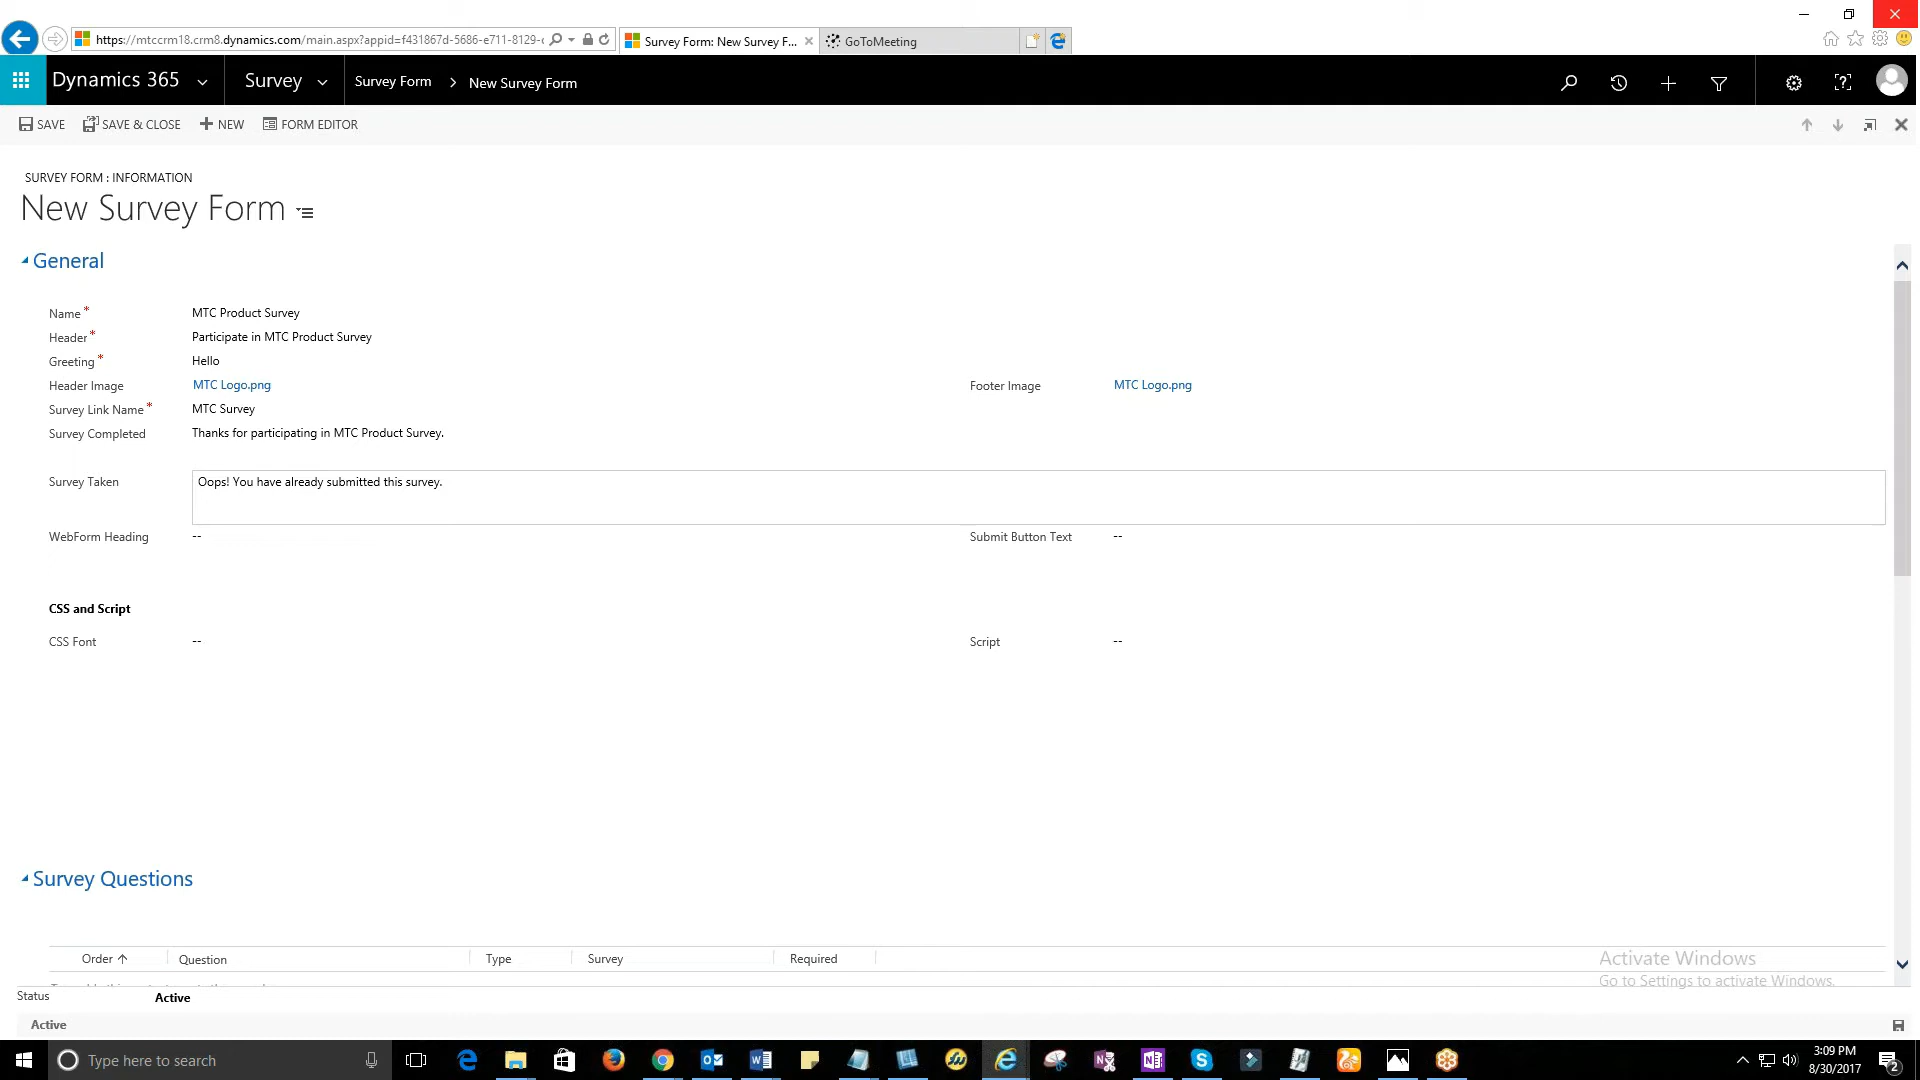 https://mtccrm18.crm8.dynamics.com/main.aspx?appid=f431867d-5686-e711-8129-
Survey Form: New Survey F...
GoToMeeting
Dynamics 365
Survey
Survey Form
New Survey Form
SAVE
SAVE & CLOSE
NEW
FORM EDITOR
SURVEY FORM : INFORMATION
New Survey Form
General
Name *
MTC Product Survey
Header *
Participate in MTC Product Survey
Greeting *
Hello
Header Image
MTC Logo.png
Footer Image
MTC Logo.png
Survey Link Name *
MTC Survey
Survey Completed
Thanks for participating in MTC Product Survey.
Survey Taken
Oops! You have already submitted this survey.
WebForm Heading
--
Submit Button Text
--
CSS and Script
CSS Font
--
Script
--
Survey Questions
Order
Question
Type
Survey
Required
Activate Windows
Go to Settings to activate Windows.
Status
Active
Active
Type here to search
3:09 PM
8/30/2017
2